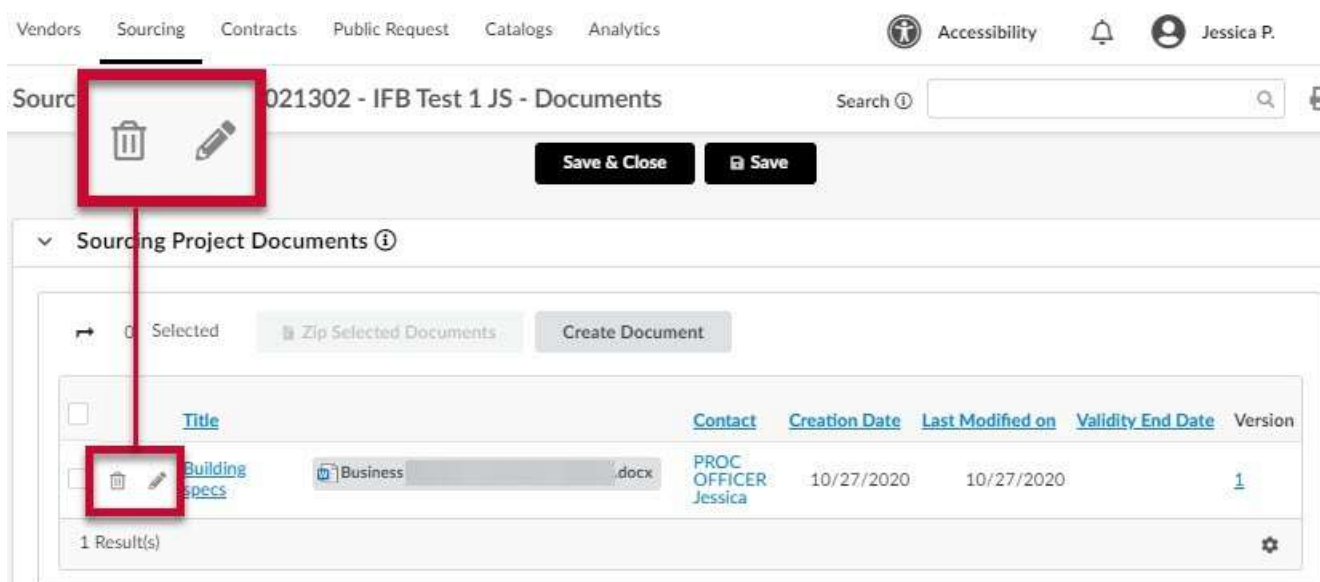 Vendors Sourcing Contracts Public Request Catalogs Analytics Accessibility Jessica P.
Sourc 021302 - IFB Test 1 JS - Documents Search
Save & Close Save
Sourcing Project Documents
0 Selected Zip Selected Documents Create Document
Title Contact Creation Date Last Modified on Validity End Date Version
Building specs Business .docx PROC OFFICER Jessica 10/27/2020 10/27/2020 1
1 Result(s)